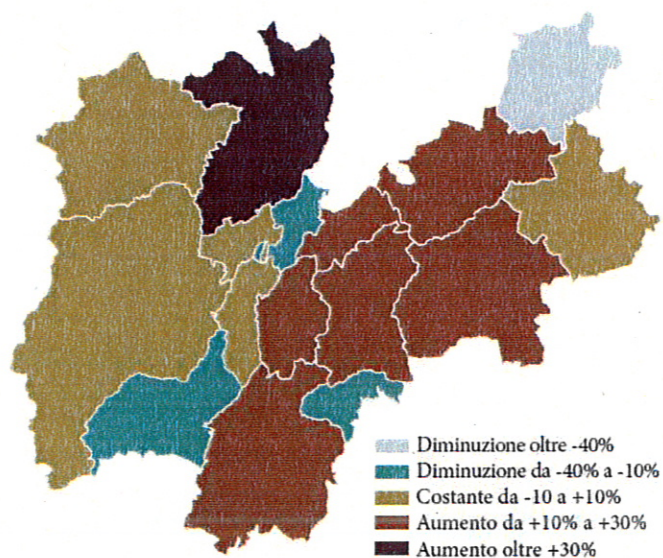 Diminuzione oltre -40%
Diminuzione da -40% a -10%
Costante da -10 a +10%
Aumento da +10% a +30%
Aumento oltre +30%